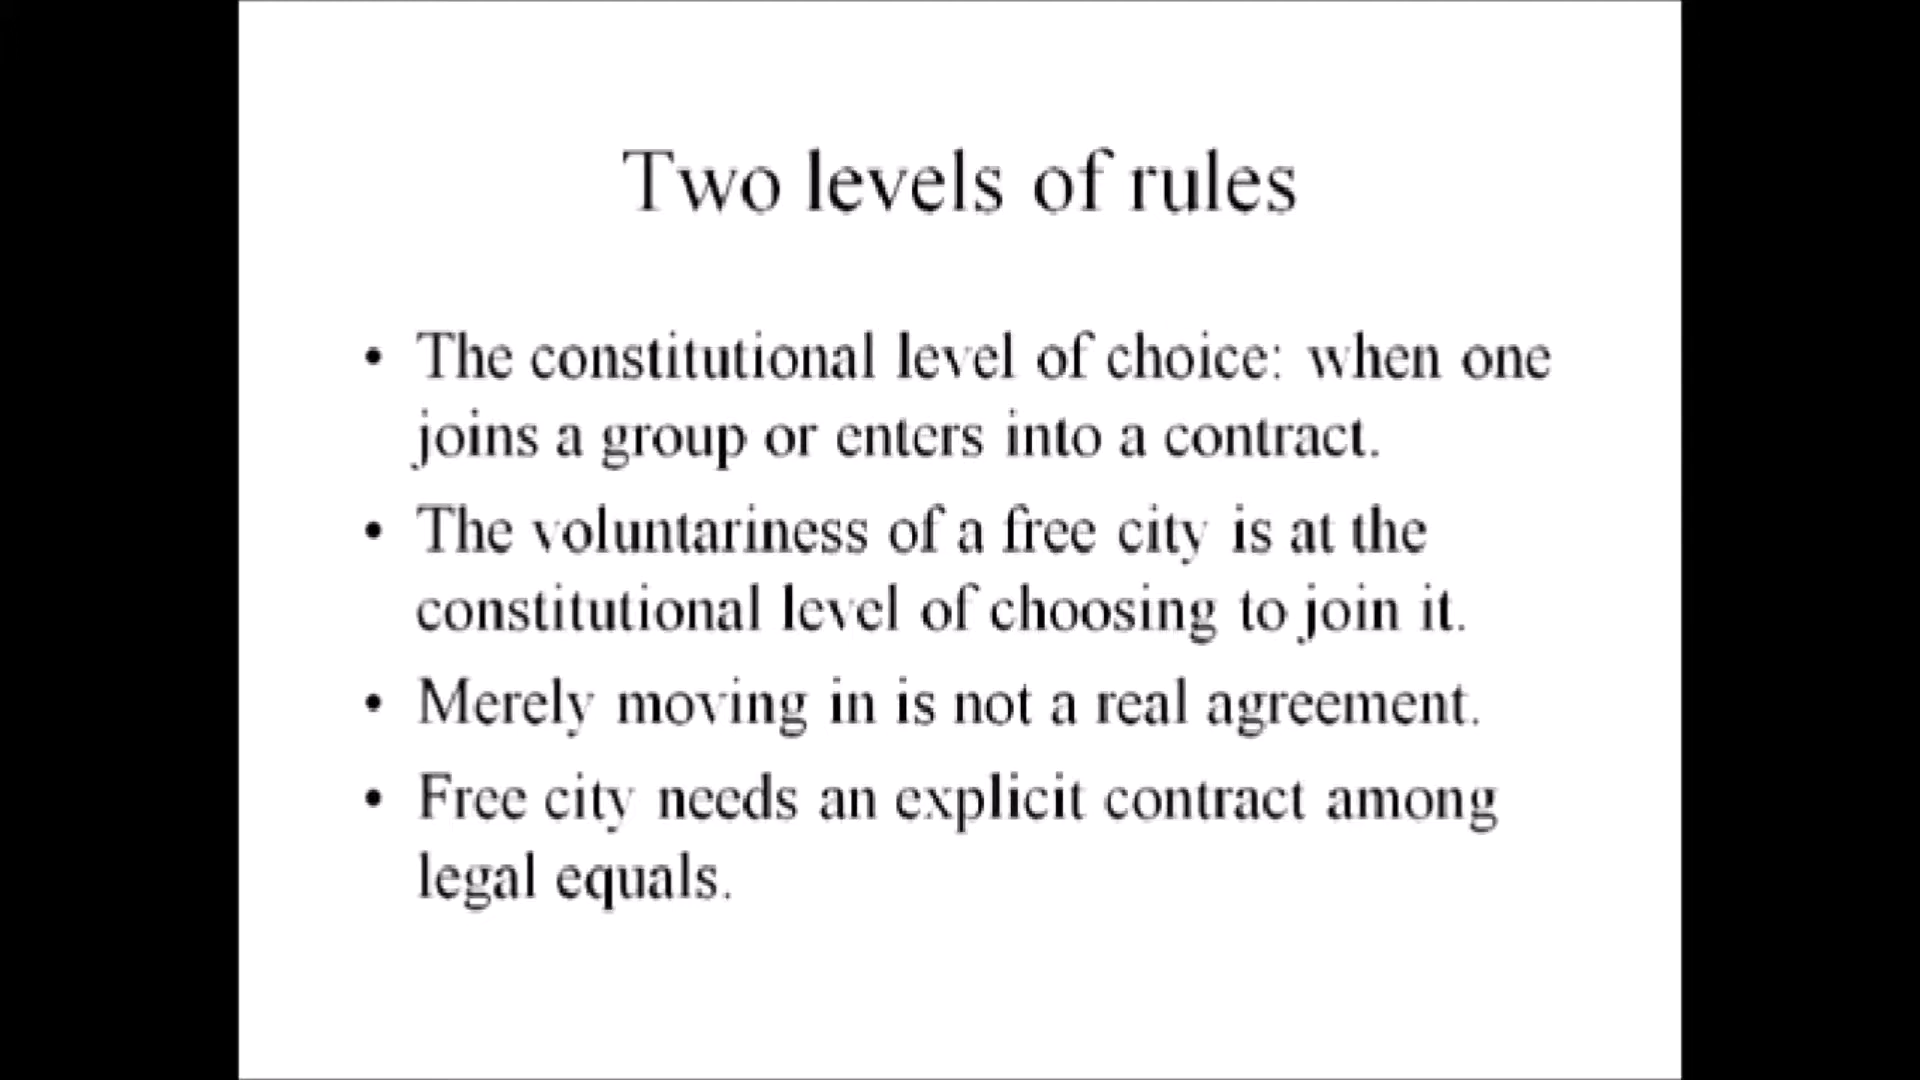 Two levels of rules
• The constitutional level of choice: when one
joins a group or enters into a contract.
• The voluntariness of a free city is at the
constitutional level of choosing to join it.
• Merely moving in is not a real agreement.
• Free city needs an explicit contract among
legal equals.